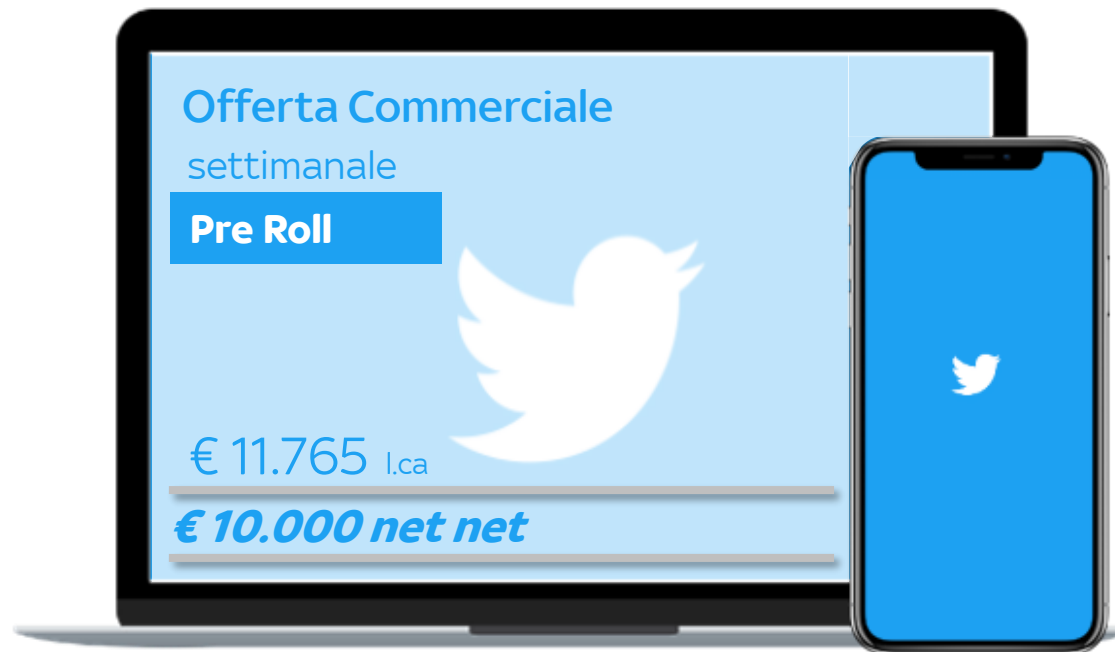 Offerta Commerciale
settimanale
Pre Roll
€ 11.765 l.ca
€ 10.000 net net